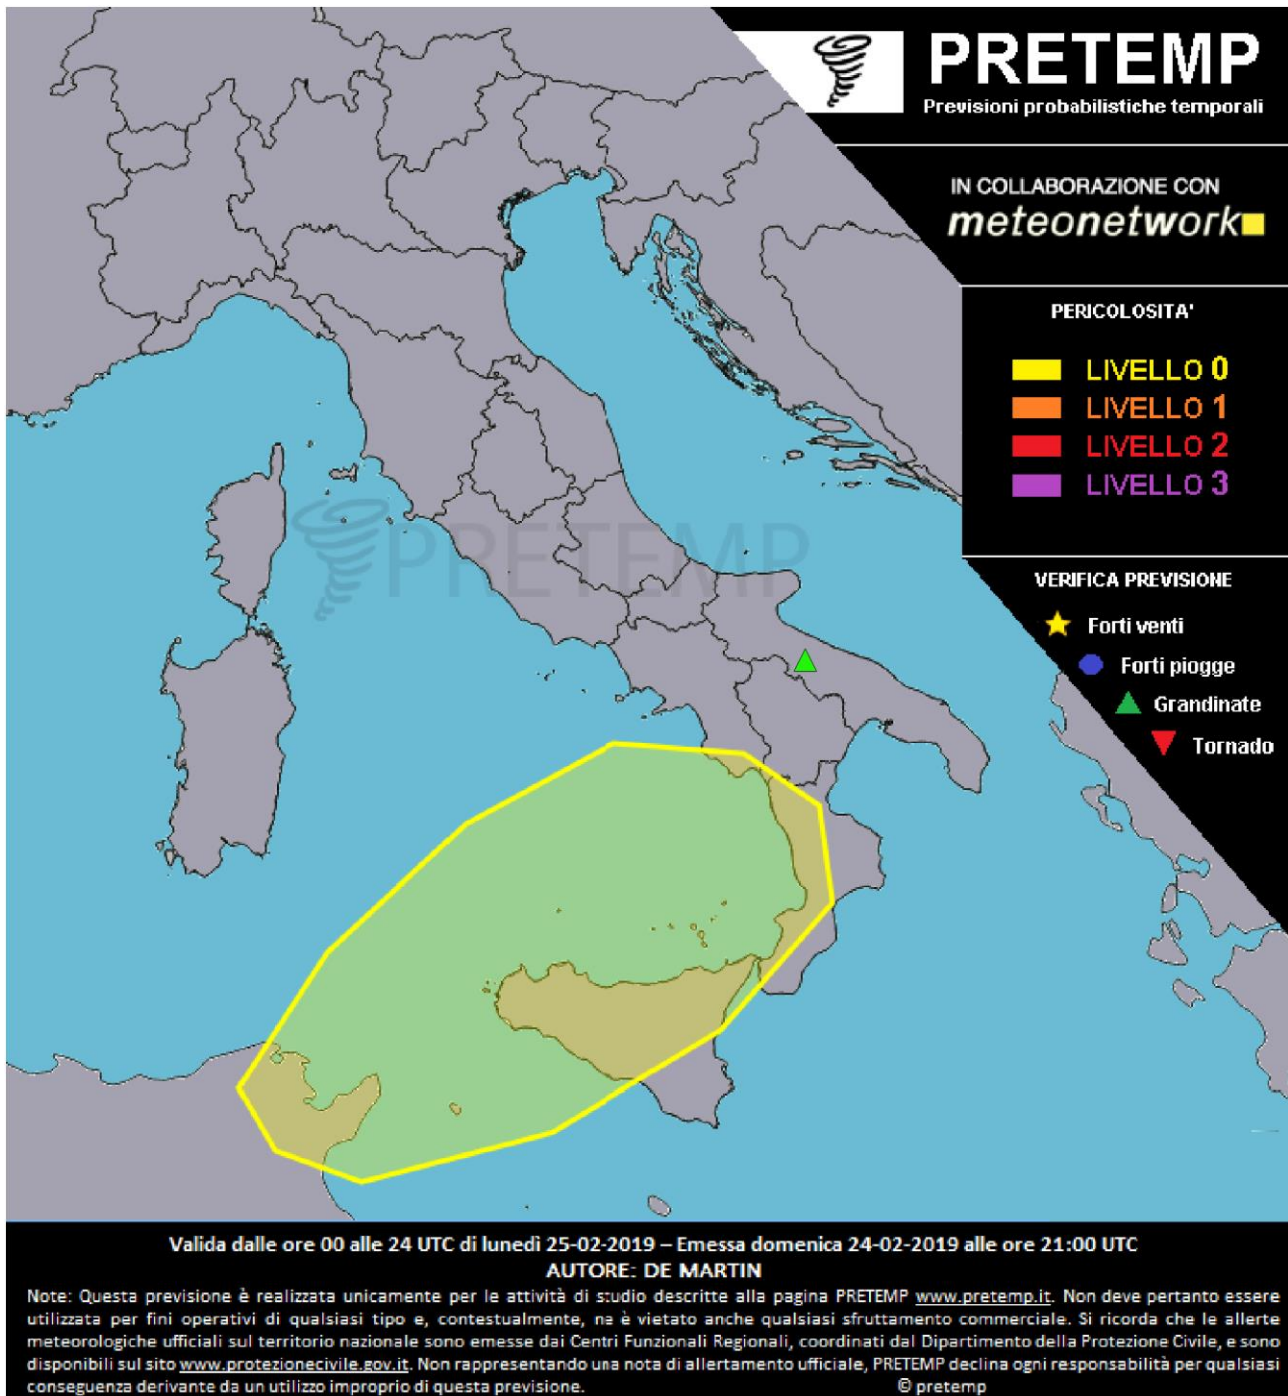 PRETEMP
Previsioni probabilistiche temporali
IN COLLABORAZIONE CON
meteonetwork
PERICOLOSITA'
LIVELLO 0
LIVELLO 1
LIVELLO 2
LIVELLO 3
PRETEMP
VERIFICA PREVISIONE
Forti venti
Forti piogge
Grandinate
Tornado
Valida dalle ore 00 alle 24 UTC di lunedì 25-02-2019 – Emessa domenica 24-02-2019 alle ore 21:00 UTC
AUTORE: DE MARTIN
Note: Questa previsione è realizzata unicamente per le attività di studio descritte alla pagina PRETEMP www.pretemp.it. Non deve pertanto essere
utilizzata per fini operativi di qualsiasi tipo e, contestualmente, ne è vietato anche qualsiasi sfruttamento commerciale. Si ricorda che le allerte
meteorologiche ufficiali sul territorio nazionale sono emesse dai Centri Funzionali Regionali, coordinati dal Dipartimento della Protezione Civile, e sono
disponibili sul sito www.protezionecivile.gov.it. Non rappresentando una nota di allertamento ufficiale, PRETEMP declina ogni responsabilità per qualsiasi
conseguenza derivante da un utilizzo improprio di questa previsione. © pretemp